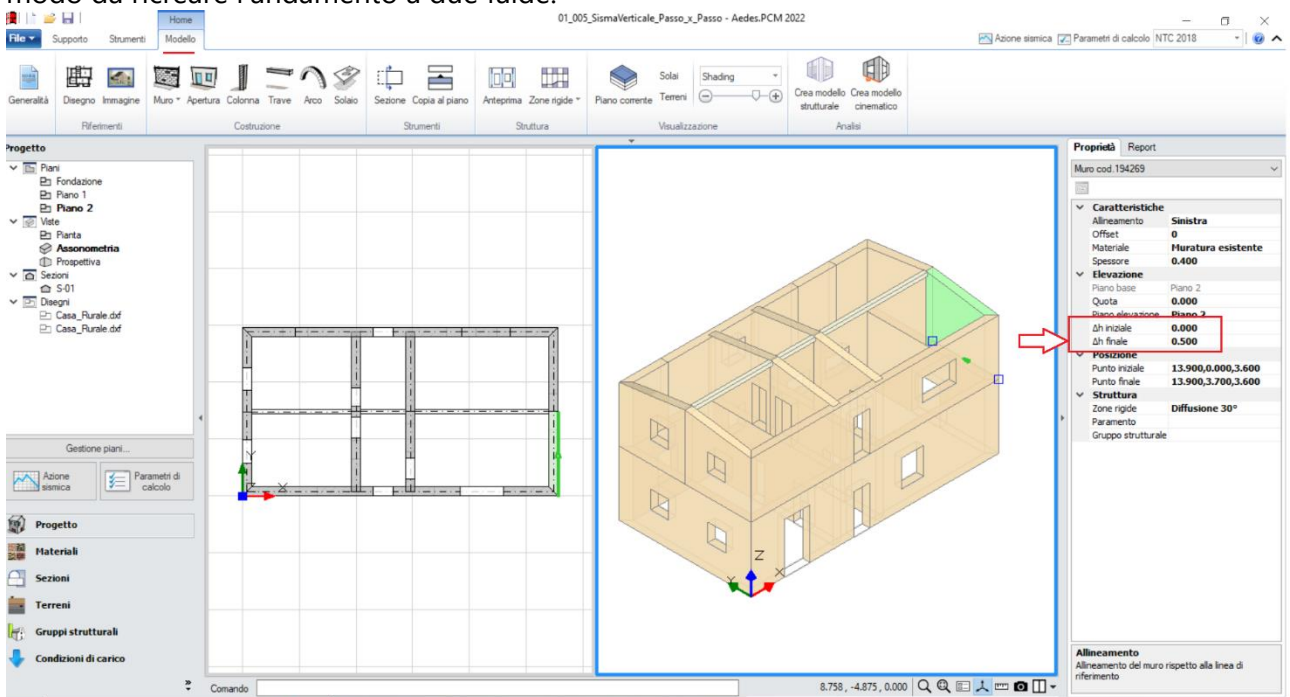 modo da ricreare l'andamento a due falde.
Home
01_005_SismaVerticale_Passo_x_Passo - Aedes.PCM 2022
File
Supporto
Strumenti
Modello
Azione sismica
Parametri di calcolo
NTC 2018
Generalità
Disegno
Immagine
Muro
Apertura
Colonna
Trave
Arco
Solaio
Sezione
Copia al piano
Anteprima
Zone rigide
Piano corrente
Solai
Terreni
Shading
Crea modello strutturale
Crea modello cinematico
Riferimenti
Costruzione
Strumenti
Struttura
Visualizzazione
Analisi
Progetto
Piani
Fondazione
Piano 1
Piano 2
Viste
Pianta
Assonometria
Prospettiva
Sezioni
S-01
Disegni
Casa_Rurale.dxf
Casa_Rurale.dxf
Gestione piani...
Azione sismica
Parametri di calcolo
Progetto
Materiali
Sezioni
Terreni
Gruppi strutturali
Condizioni di carico
Y
X
Z
X
Y
Proprietà
Report
Muro cod.194269
Caratteristiche
Allineamento Sinistra
Offset 0
Materiale Muratura esistente
Spessore 0.400
Elevazione
Piano base Piano 2
Quota 0.000
Piano elevazione Piano 2
Δh iniziale 0.000
Δh finale 0.500
Posizione
Punto iniziale 13.900,0.000,3.600
Punto finale 13.900,3.700,3.600
Struttura
Zone rigide Diffusione 30°
Paramento
Gruppo strutturale
Allineamento
Allineamento del muro rispetto alla linea di
riferimento
Comando
8.758 , -4.875 , 0.000